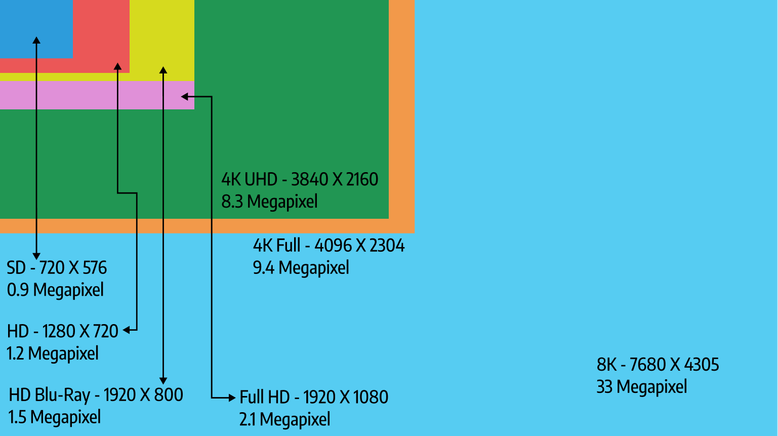 4K UHD - 3840 X 2160
8.3 Megapixel
4K Full - 4096 X 2304
9.4 Megapixel
SD - 720 X 576
0.9 Megapixel
HD - 1280 X 720
1.2 Megapixel
8K - 7680 X 4305
33 Megapixel
HD Blu-Ray - 1920 X 800
1.5 Megapixel
Full HD - 1920 X 1080
2.1 Megapixel